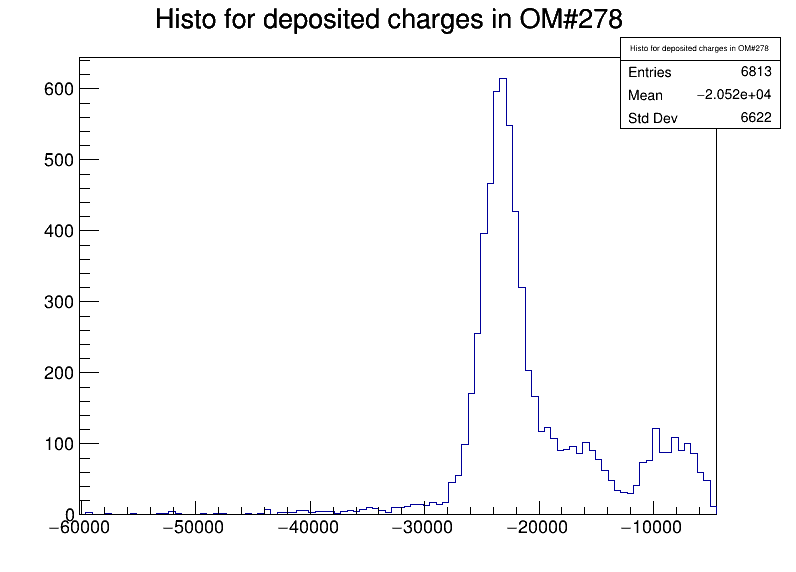 Histo for deposited charges in OM#278
Histo for deposited charges in OM#278
Entries 6813
Mean −2.052e+04
Std Dev 6622
600
500
400
300
200
100
0
−60000 −50000 −40000 −30000 −20000 −10000